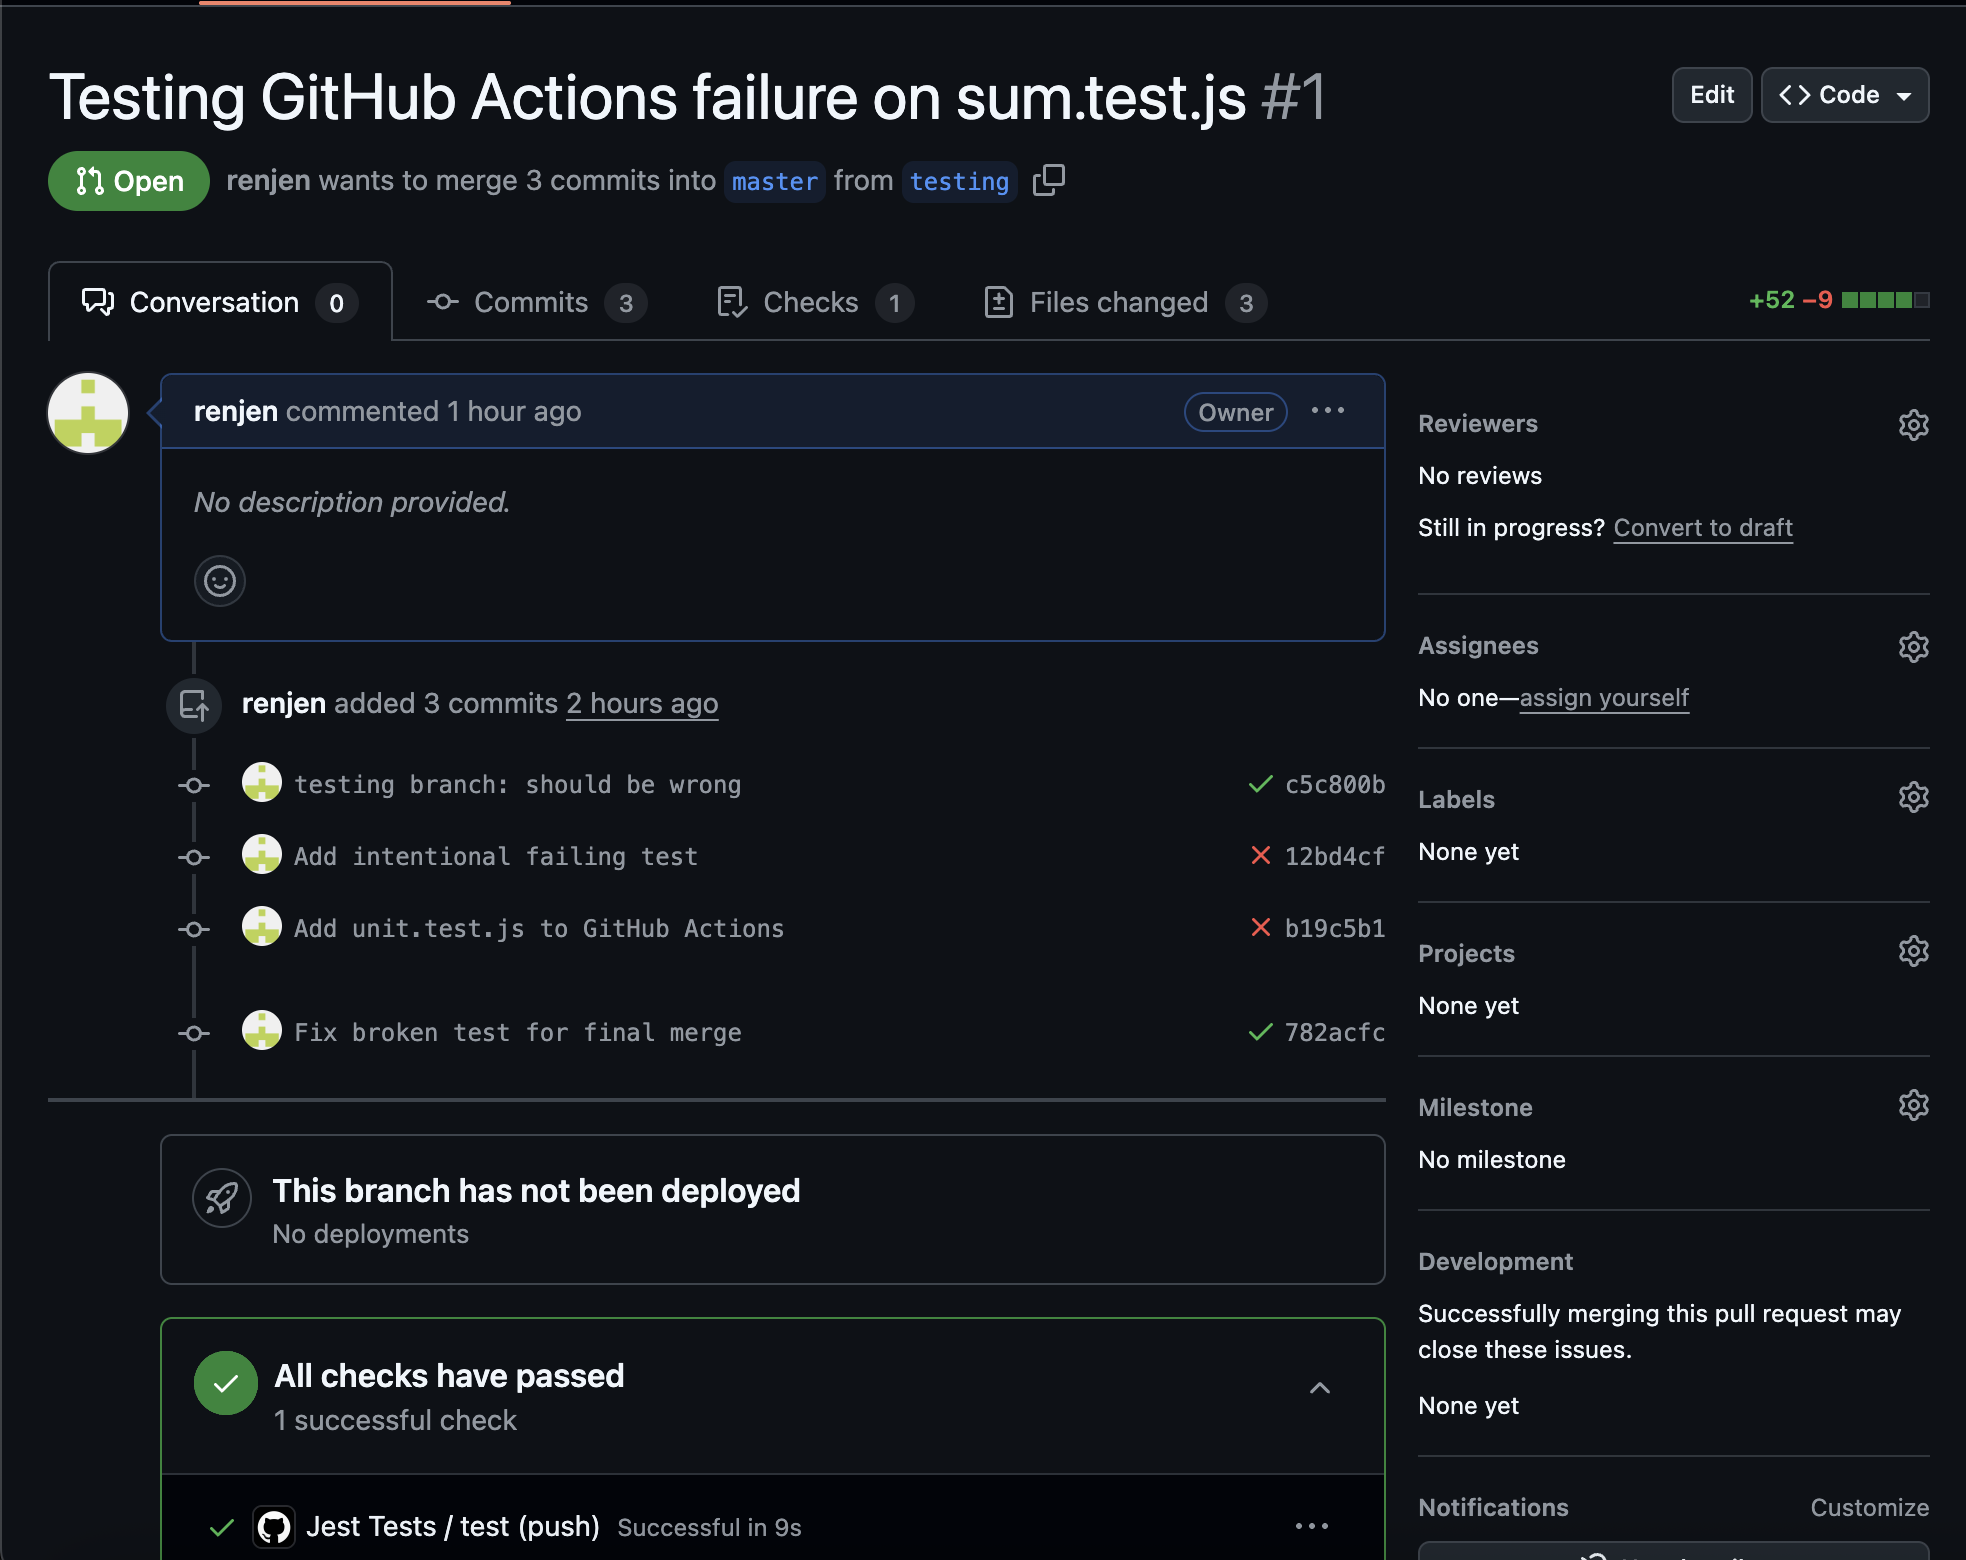 Testing GitHub Actions failure on sum.test.js #1
Edit
Code
Open
renjen wants to merge 3 commits into master from testing
Conversation 0
Commits 3
Checks 1
Files changed 3
+52 −9
renjen commented 1 hour ago
Owner
No description provided.
renjen added 3 commits 2 hours ago
testing branch: should be wrong
c5c800b
Add intentional failing test
12bd4cf
Add unit.test.js to GitHub Actions
b19c5b1
Fix broken test for final merge
782acfc
This branch has not been deployed
No deployments
All checks have passed
1 successful check
Jest Tests / test (push) Successful in 9s
Reviewers
No reviews
Still in progress? Convert to draft
Assignees
No one—assign yourself
Labels
None yet
Projects
None yet
Milestone
No milestone
Development
Successfully merging this pull request may
close these issues.
None yet
Notifications
Customize